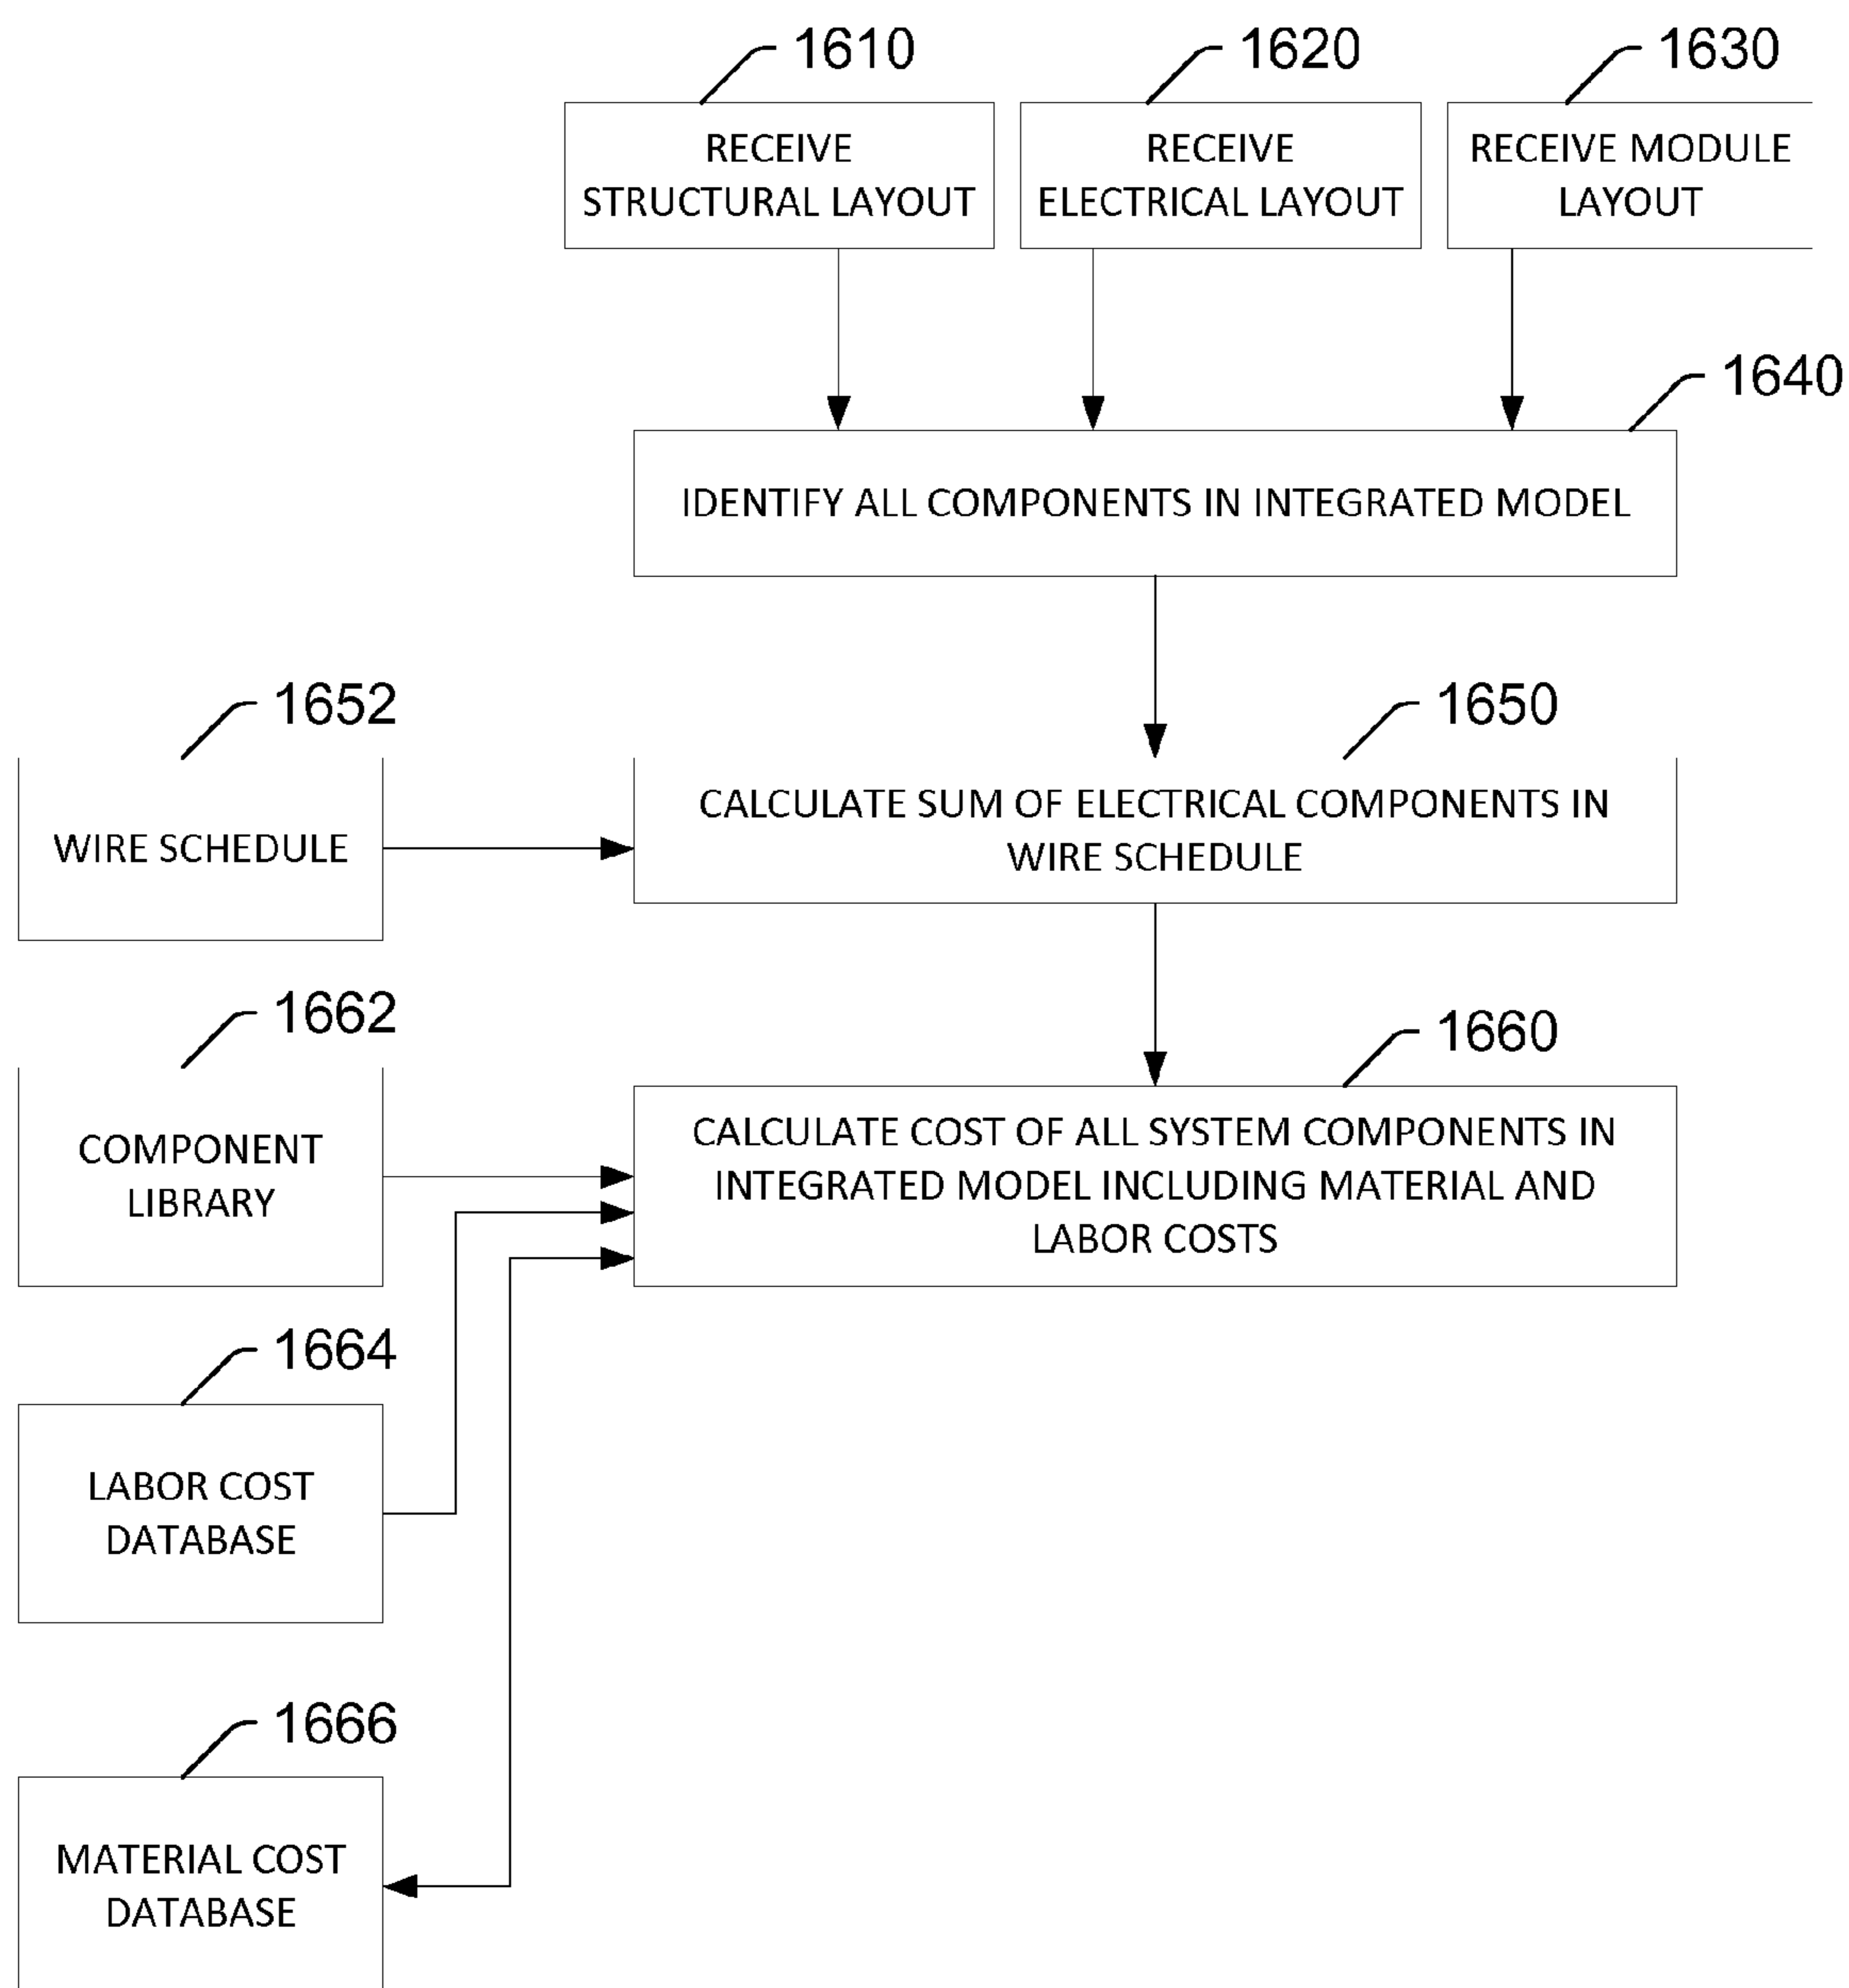 1610
1620
1630
RECEIVE
STRUCTURAL LAYOUT
RECEIVE
ELECTRICAL LAYOUT
RECEIVE MODULE
LAYOUT
1640
IDENTIFY ALL COMPONENTS IN INTEGRATED MODEL
1652
1650
WIRE SCHEDULE
CALCULATE SUM OF ELECTRICAL COMPONENTS IN
WIRE SCHEDULE
1662
1660
COMPONENT
LIBRARY
CALCULATE COST OF ALL SYSTEM COMPONENTS IN
INTEGRATED MODEL INCLUDING MATERIAL AND
LABOR COSTS
1664
LABOR COST
DATABASE
1666
MATERIAL COST
DATABASE